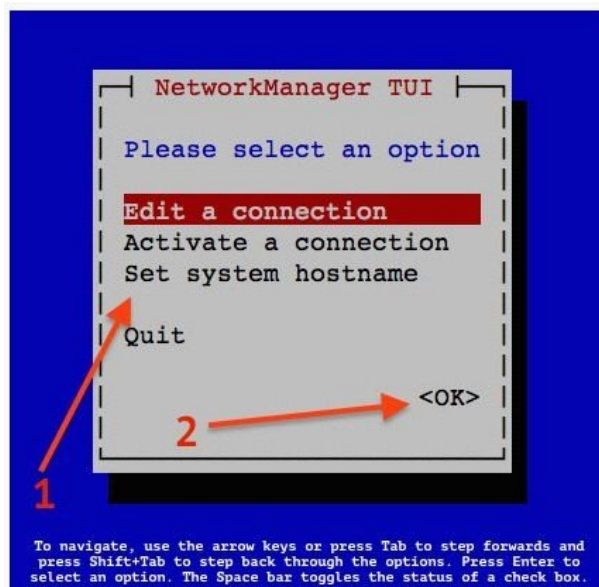 NetworkManager TUI
Please select an option
Edit a connection
Activate a connection
Set system hostname
Quit
<OK>
2
1
To navigate, use the arrow keys or press Tab to step forwards and
press Shift+Tab to step back through the options. Press Enter to
select an option. The Space bar toggles the status of a check box.